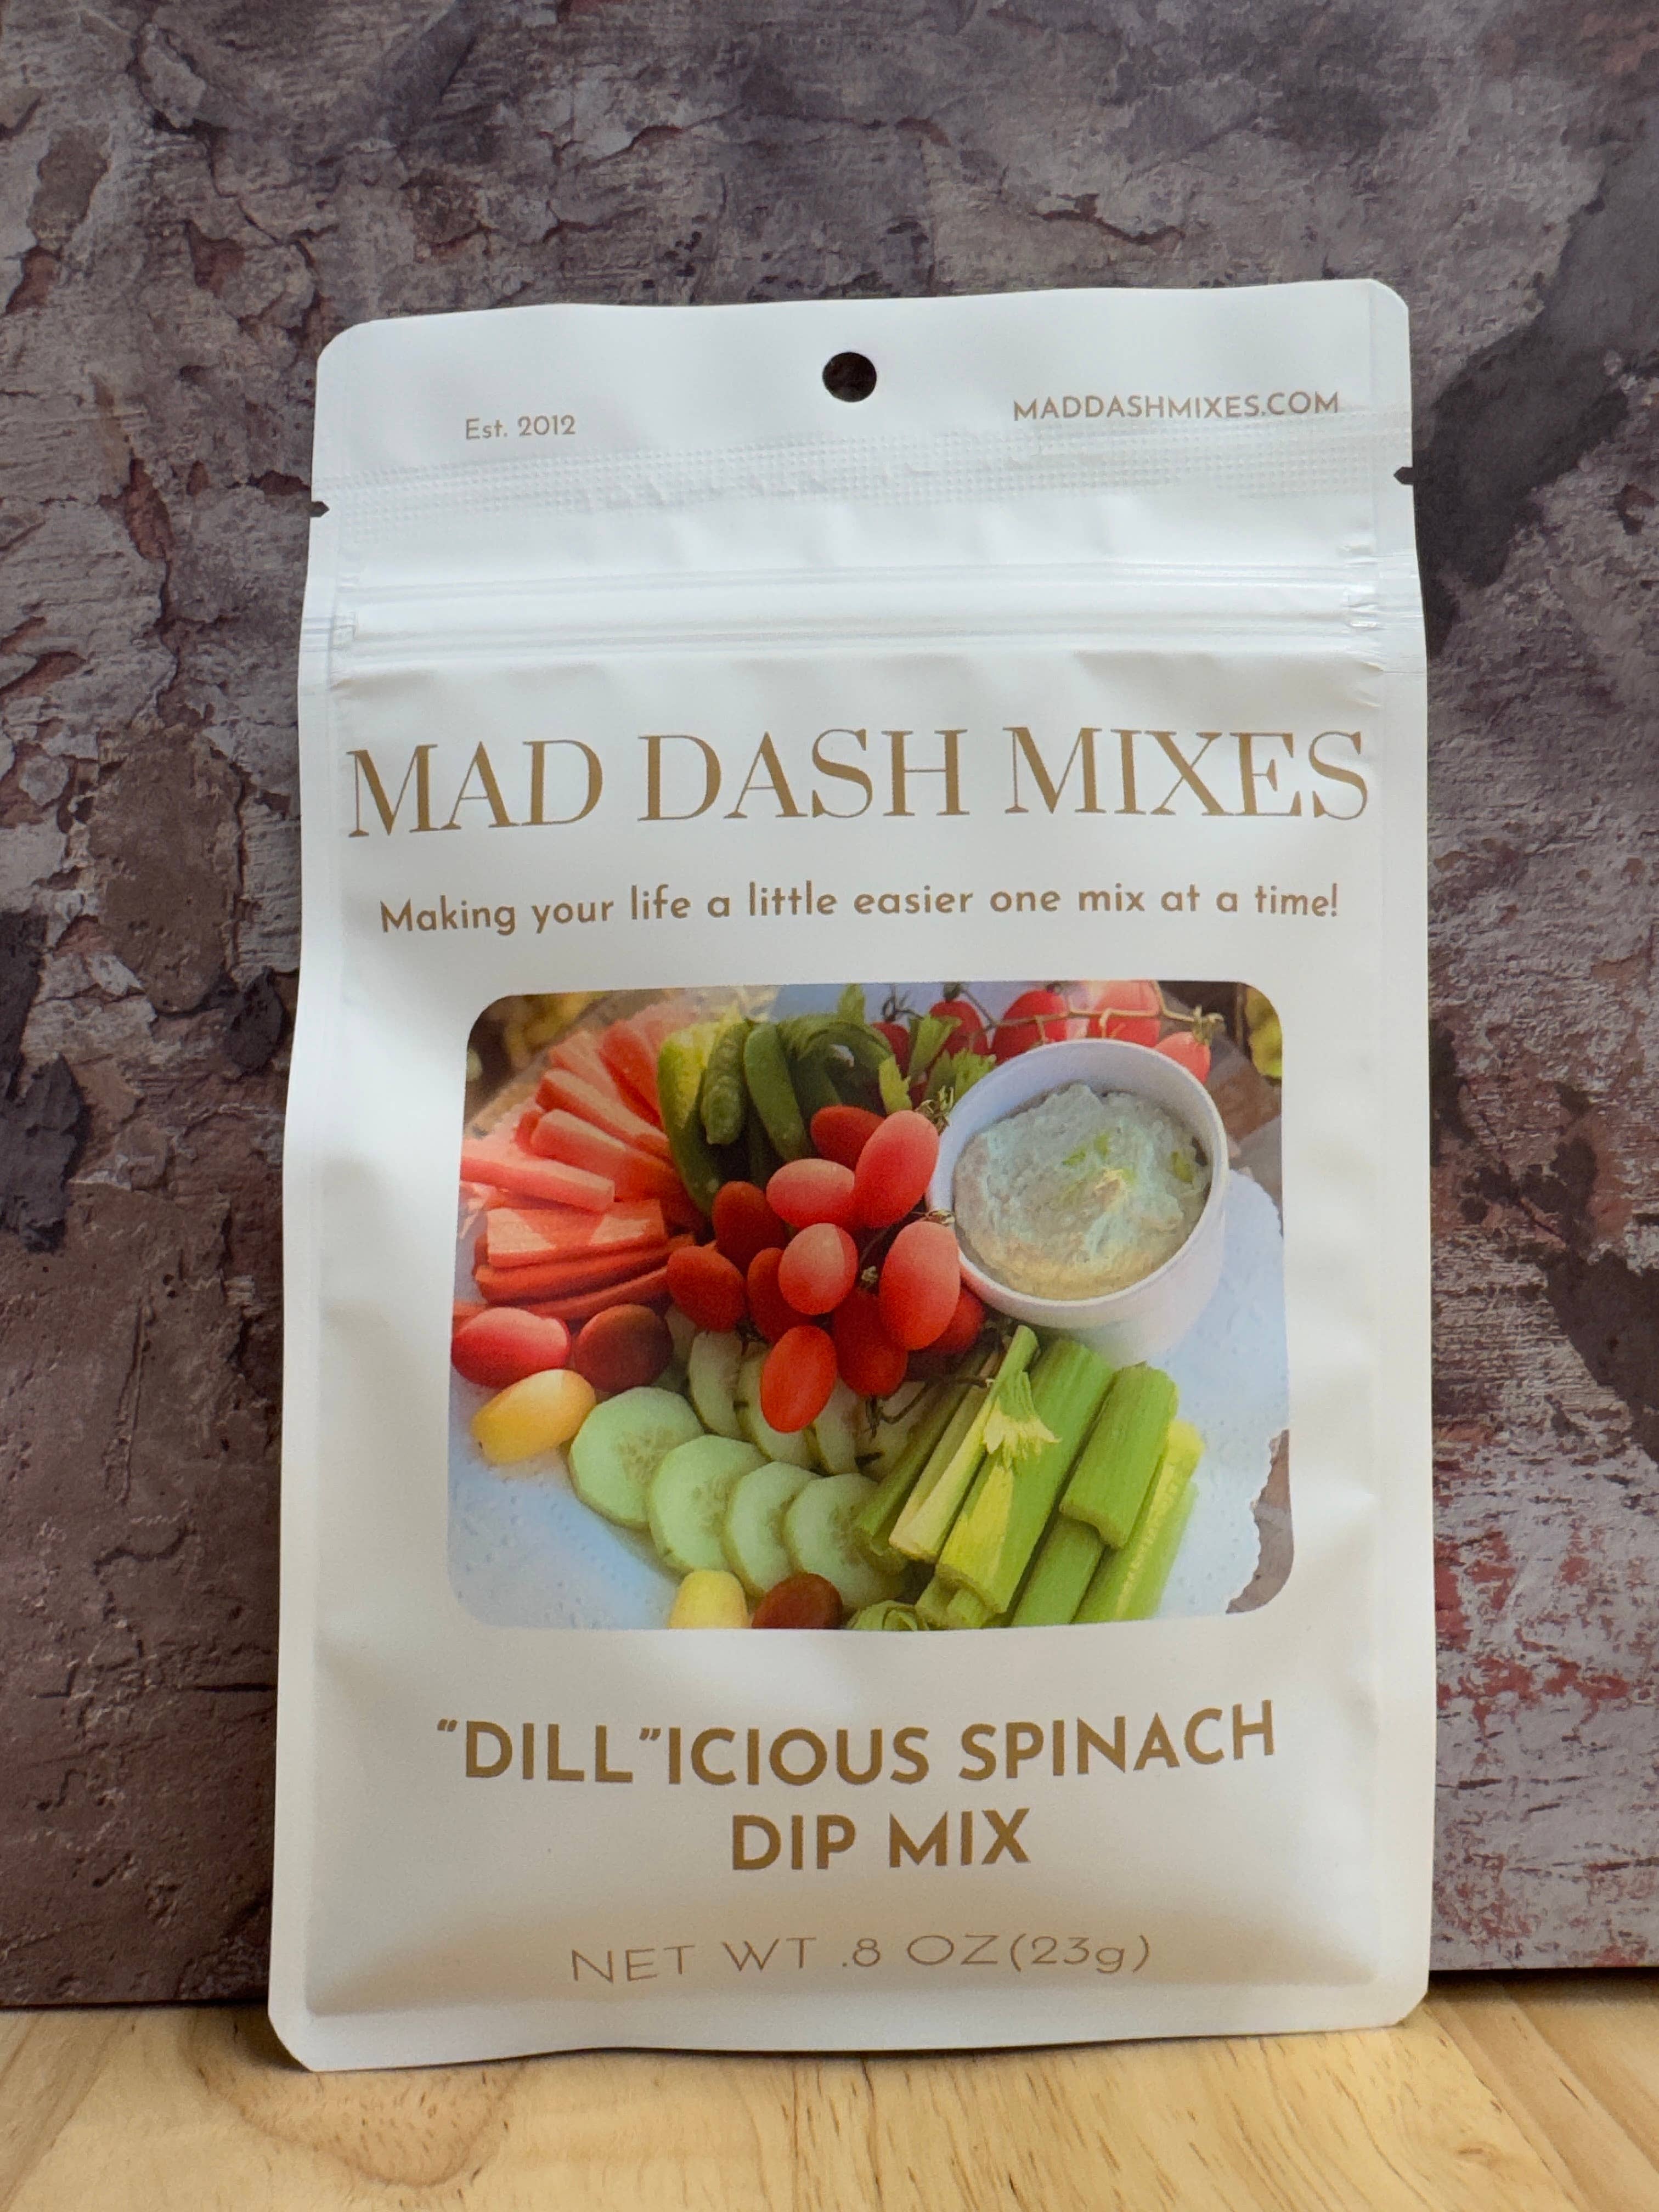 Est. 2012
MADDASHMIXES.COM
MAD DASH MIXES
Making your life a little easier one mix at a time!
“DILL”ICIOUS SPINACH
DIP MIX
NET WT .8 OZ(23g)